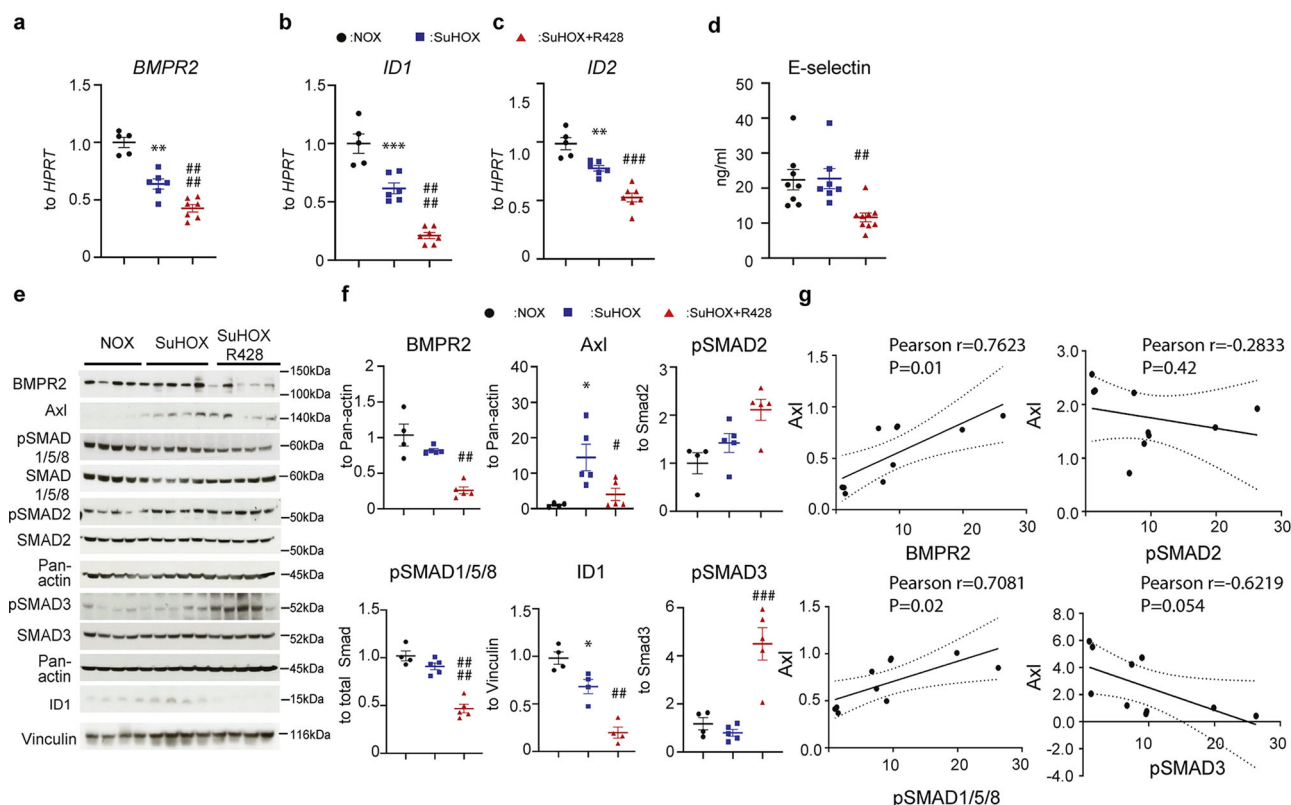 a
b
c
d
●:NOX ■:SuHOX ▲:SuHOX+R428
BMPR2
1.5
1.0
0.5
0
to HPRT
**
##
##
ID1
1.5
1.0
0.5
0
to HPRT
***
##
##
ID2
1.5
1.0
0.5
0
to HPRT
**
###
E-selectin
50
40
30
20
10
0
ng/ml
##
e
NOX SuHOX SuHOX
R428
BMPR2
150kDa
100kDa
Axl
140kDa
pSMAD
1/5/8
60kDa
SMAD
1/5/8
60kDa
pSMAD2
50kDa
SMAD2
50kDa
Pan-
actin
45kDa
pSMAD3
52kDa
SMAD3
52kDa
Pan-
actin
45kDa
ID1
15kDa
Vinculin
116kDa
f
● :NOX ■ :SuHOX ▲ :SuHOX+R428
BMPR2
2
1.5
1
0.5
0
to Pan-actin
##
Axl
40
30
20
10
0
to Pan-actin
*
#
pSMAD2
3
2
1
0
to Smad2
pSMAD1/5/8
1.5
1.0
0.5
0
to total Smad
##
##
ID1
1.5
1.0
0.5
0
to Vinculin
*
##
pSMAD3
6
4
2
0
to Smad3
###
g
Pearson r=0.7623
P=0.01
1.5
1.0
0.5
0.0
Axl
0 10 20 30
BMPR2
Pearson r=-0.2833
P=0.42
3.0
2.0
1.0
0.0
Axl
0 10 20 30
pSMAD2
Pearson r=0.7081
P=0.02
1.5
1.0
0.5
0.0
Axl
0 10 20 30
pSMAD1/5/8
Pearson r=-0.6219
P=0.054
8.0
6.0
4.0
2.0
0.0
-2.0
-4.0
Axl
0 10 20 30
pSMAD3